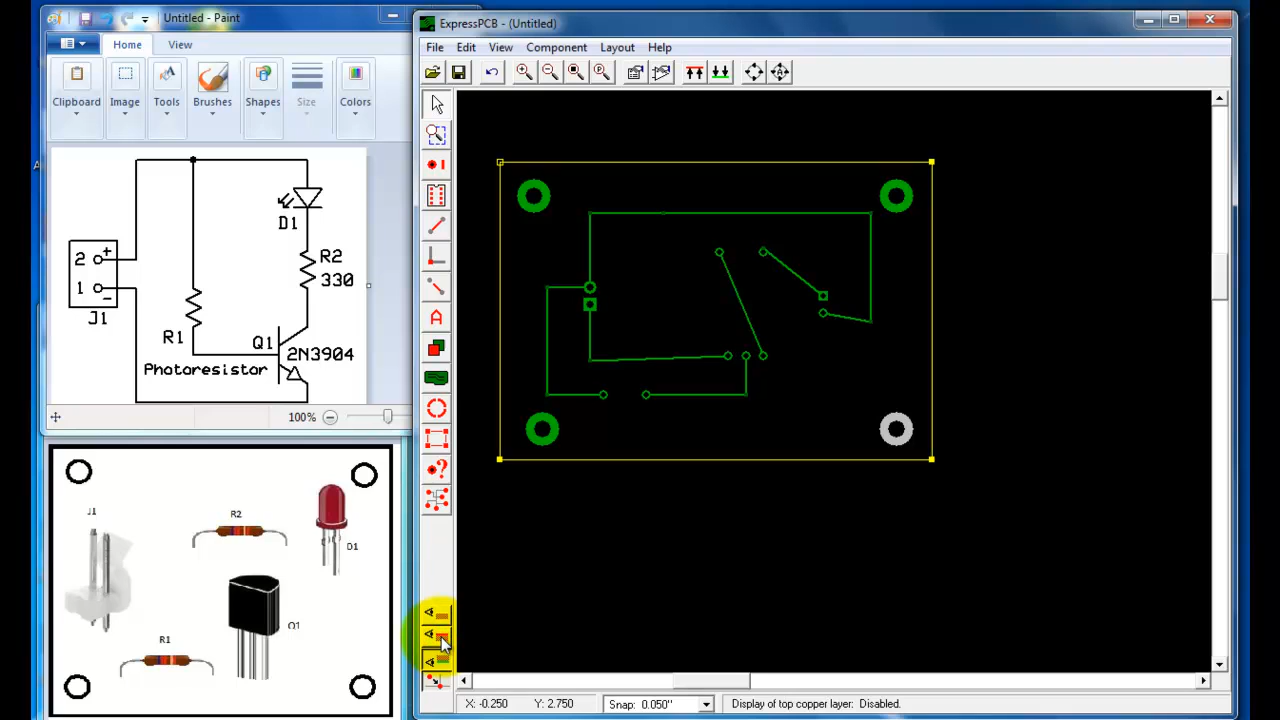 Untitled - Paint
Home View
Clipboard Image Tools Brushes Shapes Size Colors
2 +
1 -
J1
D1
R2
330
R1
Q1
2N3904
Photoresistor
100%
J1
R2
D1
Q1
R1
ExpressPCB - (Untitled)
File Edit View Component Layout Help
A
X: -0.250 Y: 2.750 Snap: 0.050" Display of top copper layer: Disabled.